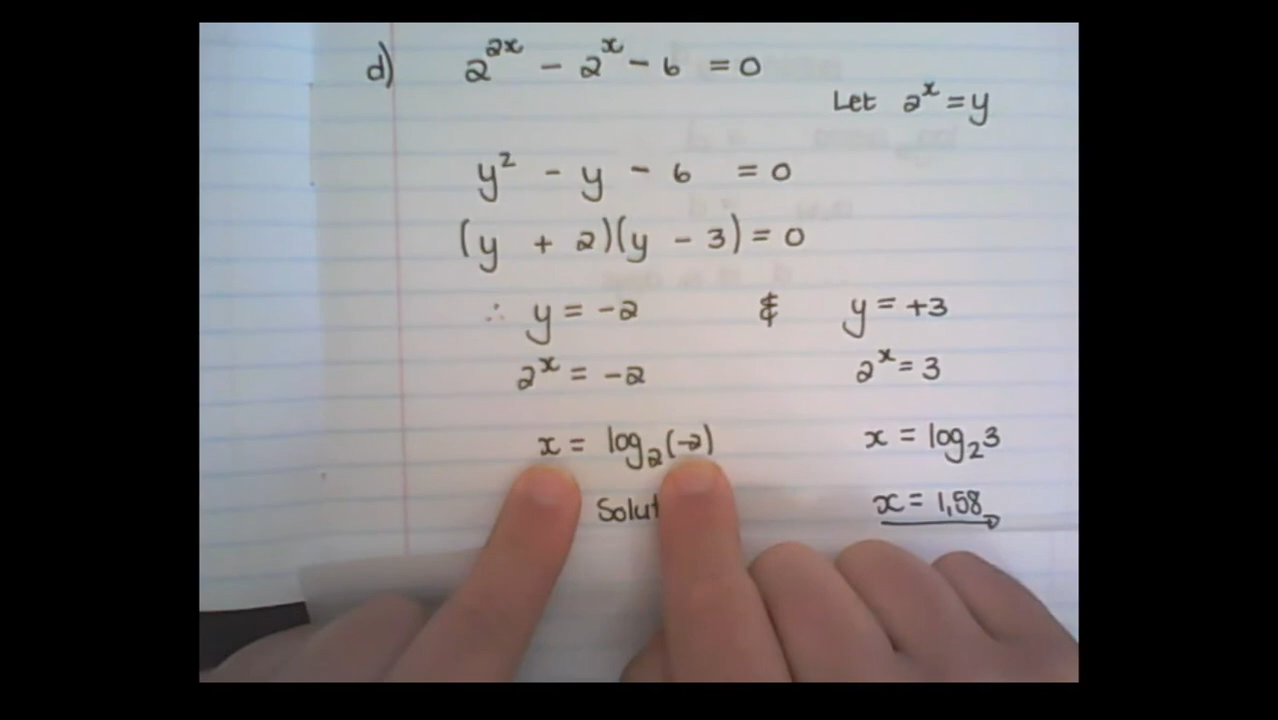 d) 2^{2x} - 2^x - 6 = 0
Let 2^x = y
y² - y - 6 = 0
(y + 2)(y - 3) = 0
∴ y = -2 & y = +3
2^x = -2 2^x = 3
x = log₂(-2) x = log₂3
x = 1,58